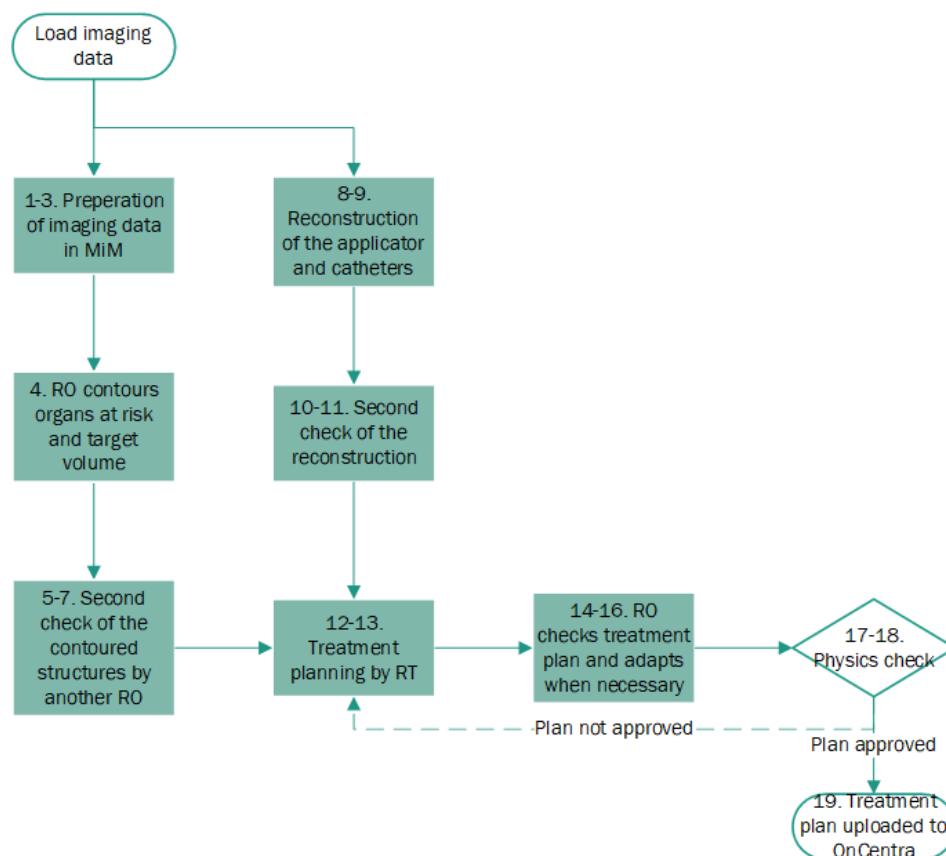 Load imaging
data
1-3. Preperation
of imaging data
in MiM
8-9.
Reconstruction
of the applicator
and catheters
4. RO contours
organs at risk
and target
volume
10-11. Second
check of the
reconstruction
5-7. Second
check of the
contoured
structures by
another RO
12-13.
Treatment
planning by RT
14-16. RO
checks treatment
plan and adapts
when necessary
17-18.
Physics check
Plan not approved
Plan approved
19. Treatment
plan uploaded to
OnCentra